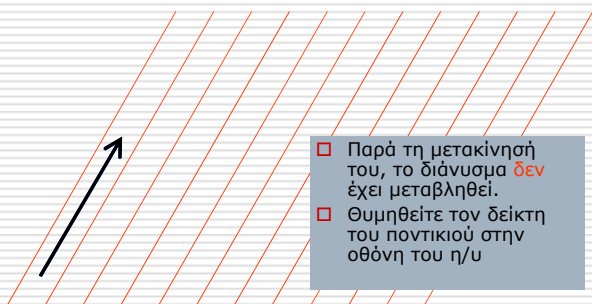 Παρά τη μετακίνησή
του, το διάνυσμα δεν
έχει μεταβληθεί.
Θυμηθείτε τον δείκτη
του ποντικιού στην
οθόνη του η/υ